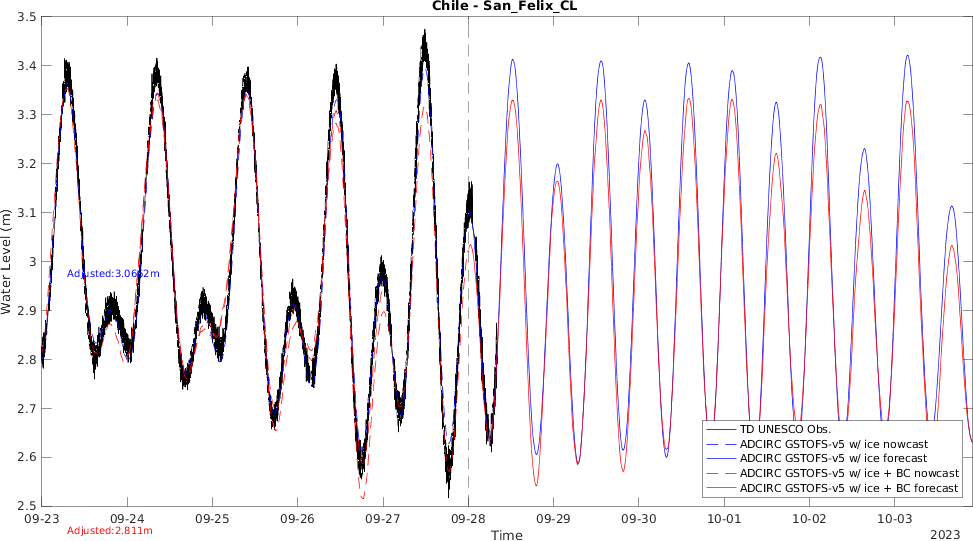 Chile - San_Felix_CL
3.5
3.4
3.3
3.2
3.1
3
2.9
2.8
2.7
2.6
2.5
Water Level (m)
Adjusted:3.0662m
TD UNESCO Obs.
ADCIRC GSTOFS-v5 w/ ice nowcast
ADCIRC GSTOFS-v5 w/ ice forecast
ADCIRC GSTOFS-v5 w/ ice + BC nowcast
ADCIRC GSTOFS-v5 w/ ice + BC forecast
09-23 09-24 09-25 09-26 09-27 09-28 09-29 09-30 10-01 10-02 10-03
Adjusted:2.811m
Time
2023